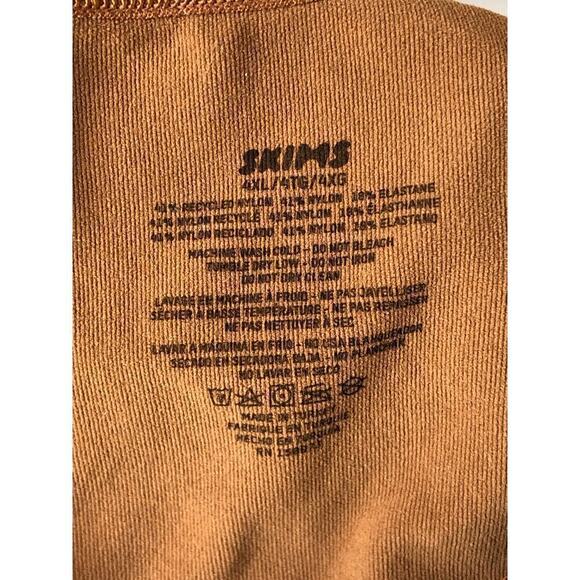 SKIMS
4XL/4TG/4XG
41% RECYCLED NYLON 41% NYLON 18% ELASTANE
41% NYLON RECYCLÉ 41% NYLON 18% ÉLASTHANNE
41% NYLON RECICLADO 41% NYLON 18% ELASTANO
MACHINE WASH COLD - DO NOT BLEACH
TUMBLE DRY LOW - DO NOT IRON
DO NOT DRY CLEAN
LAVAGE EN MACHINE À FROID - NE PAS JAVELLISER
SÉCHER À BASSE TEMPÉRATURE - NE PAS REPASSER
NE PAS NETTOYER À SEC
LAVAR A MÁQUINA EN FRÍO - NO USA BLANQUEADOR
SECADO EN SECADORA BAJA - NO PLANCHAR
NO LAVAR EN SECO
MADE IN TURKEY
FABRIQUÉ EN TURQUIE
HECHO EN TURQUÍA
RN